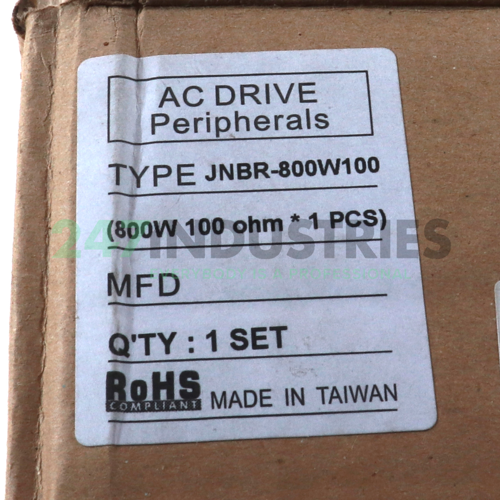 AC DRIVE
Peripherals
TYPE JNBR-800W100
(800W 100 ohm * 1 PCS)
247INDUSTRIES
MFD
Q'TY : 1 SET
RoHS
COMPLIANT
MADE IN TAIWAN